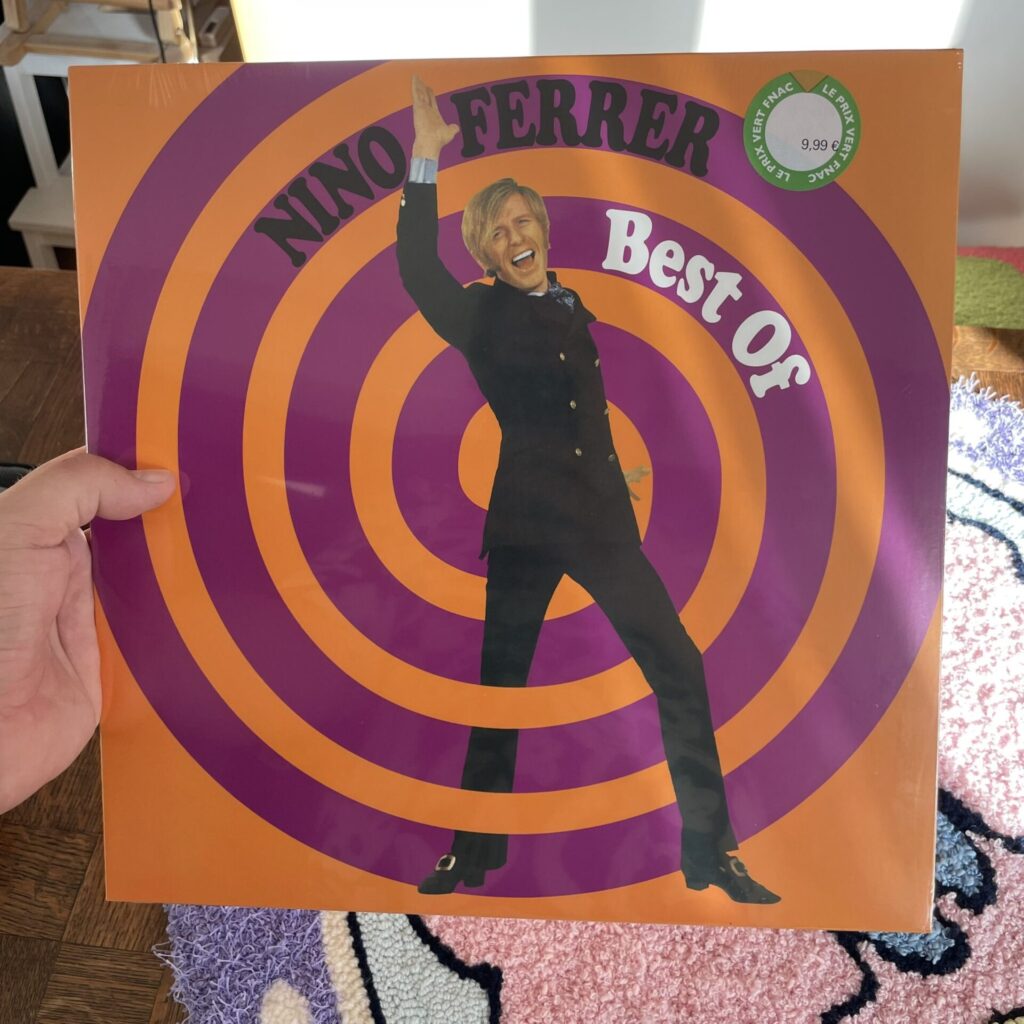 NINO FERRER
Best Of
LE PRIX VERT FNAC
LE PRIX VERT FNAC
9,99 €